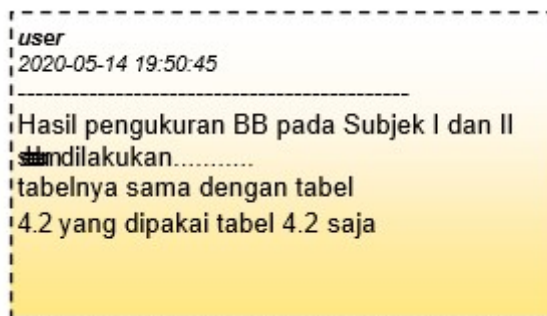 user
2020-05-14 19:50:45
--------------------------------------------
Hasil pengukuran BB pada Subjek I dan II
dilakukan...........
tabelnya sama dengan tabel
4.2 yang dipakai tabel 4.2 saja